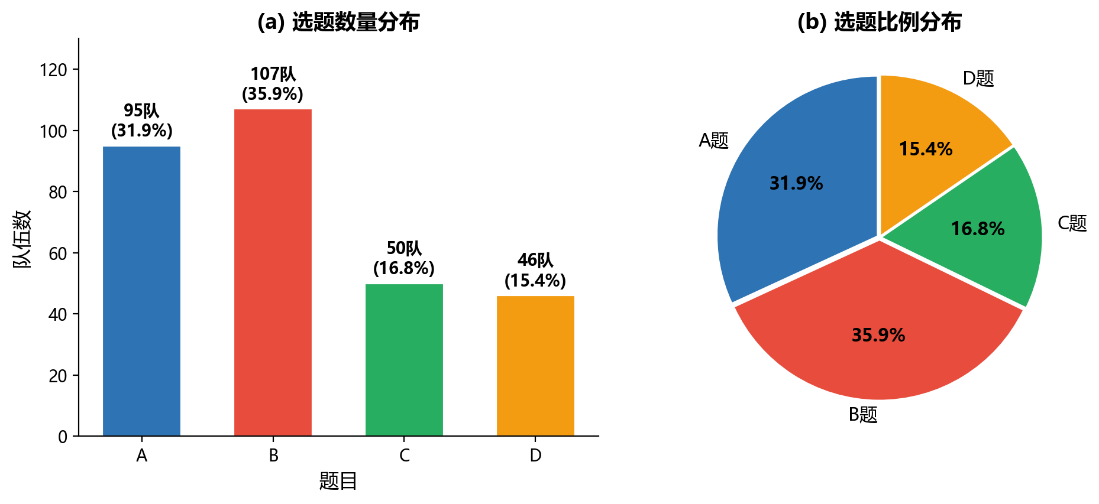 (a) 选题数量分布
120
100
80
60
40
20
0
队伍数
95队
(31.9%)
107队
(35.9%)
50队
(16.8%)
46队
(15.4%)
A
B
C
D
题目
(b) 选题比例分布
D题
A题
15.4%
31.9%
C题
16.8%
35.9%
B题